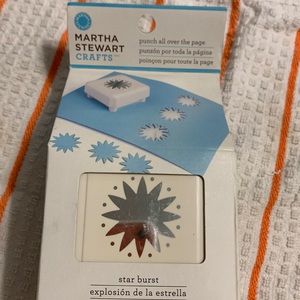 MARTHA
STEWART
CRAFTS™
punch all over the page
punzón por toda la página
poinçon pour toute la page
star burst
explosión de la estrella